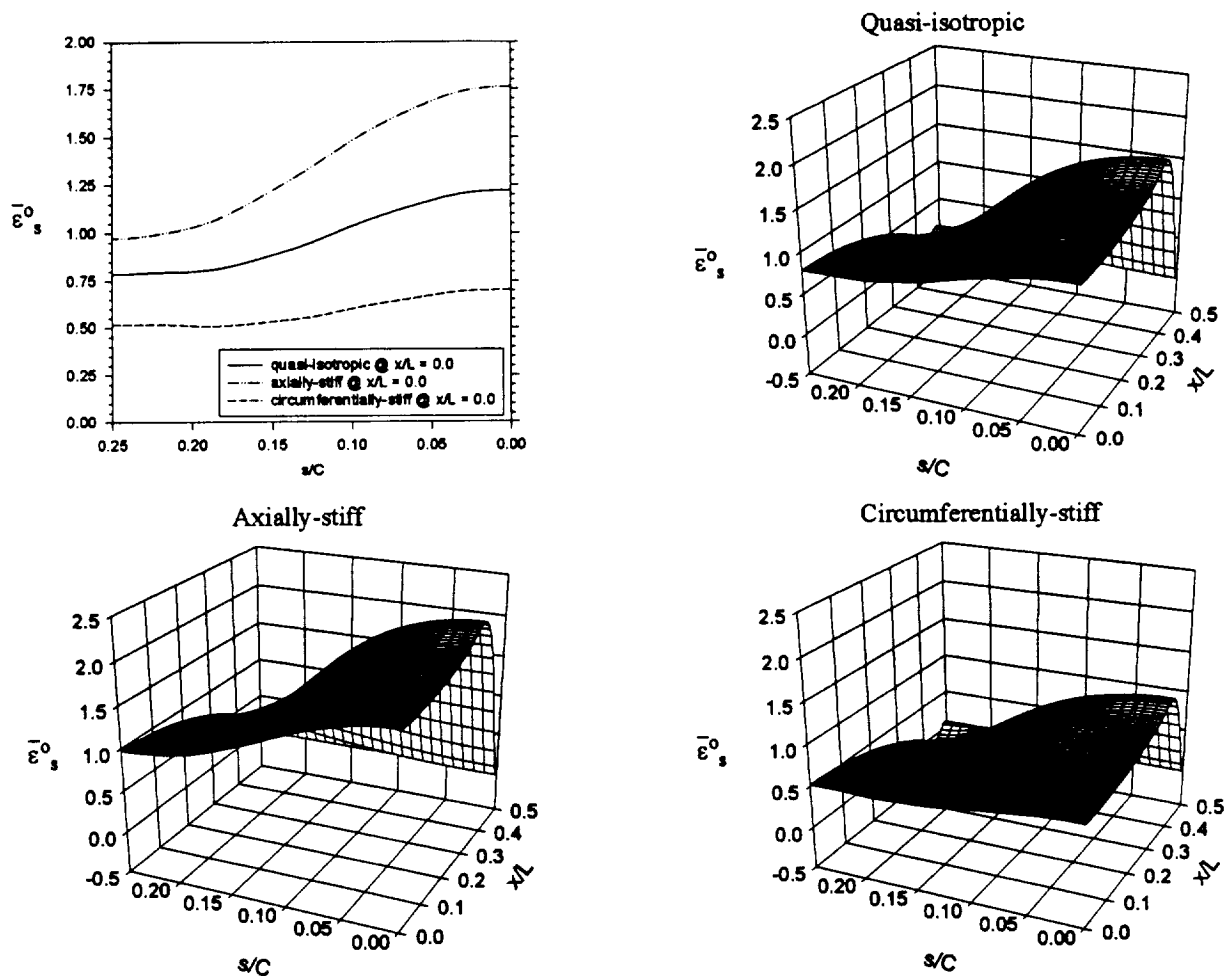 2.00
1.75
1.50
1.25
1.00
0.75
0.50
0.25
0.00
ε̄°s
quasi-isotropic @ x/L = 0.0
axially-stiff @ x/L = 0.0
circumferentially-stiff @ x/L = 0.0
0.25 0.20 0.15 0.10 0.05 0.00
s/C
Quasi-isotropic
2.5
2.0
1.5
1.0
0.5
0.0
-0.5
ε̄°s
0.20 0.15 0.10 0.05 0.00
s/C
0.0 0.1 0.2 0.3 0.4 0.5
x/L
Axially-stiff
2.5
2.0
1.5
1.0
0.5
0.0
-0.5
ε̄°s
0.20 0.15 0.10 0.05 0.00
s/C
0.0 0.1 0.2 0.3 0.4 0.5
x/L
Circumferentially-stiff
2.5
2.0
1.5
1.0
0.5
0.0
-0.5
ε̄°s
0.20 0.15 0.10 0.05 0.00
s/C
0.0 0.1 0.2 0.3 0.4 0.5
x/L